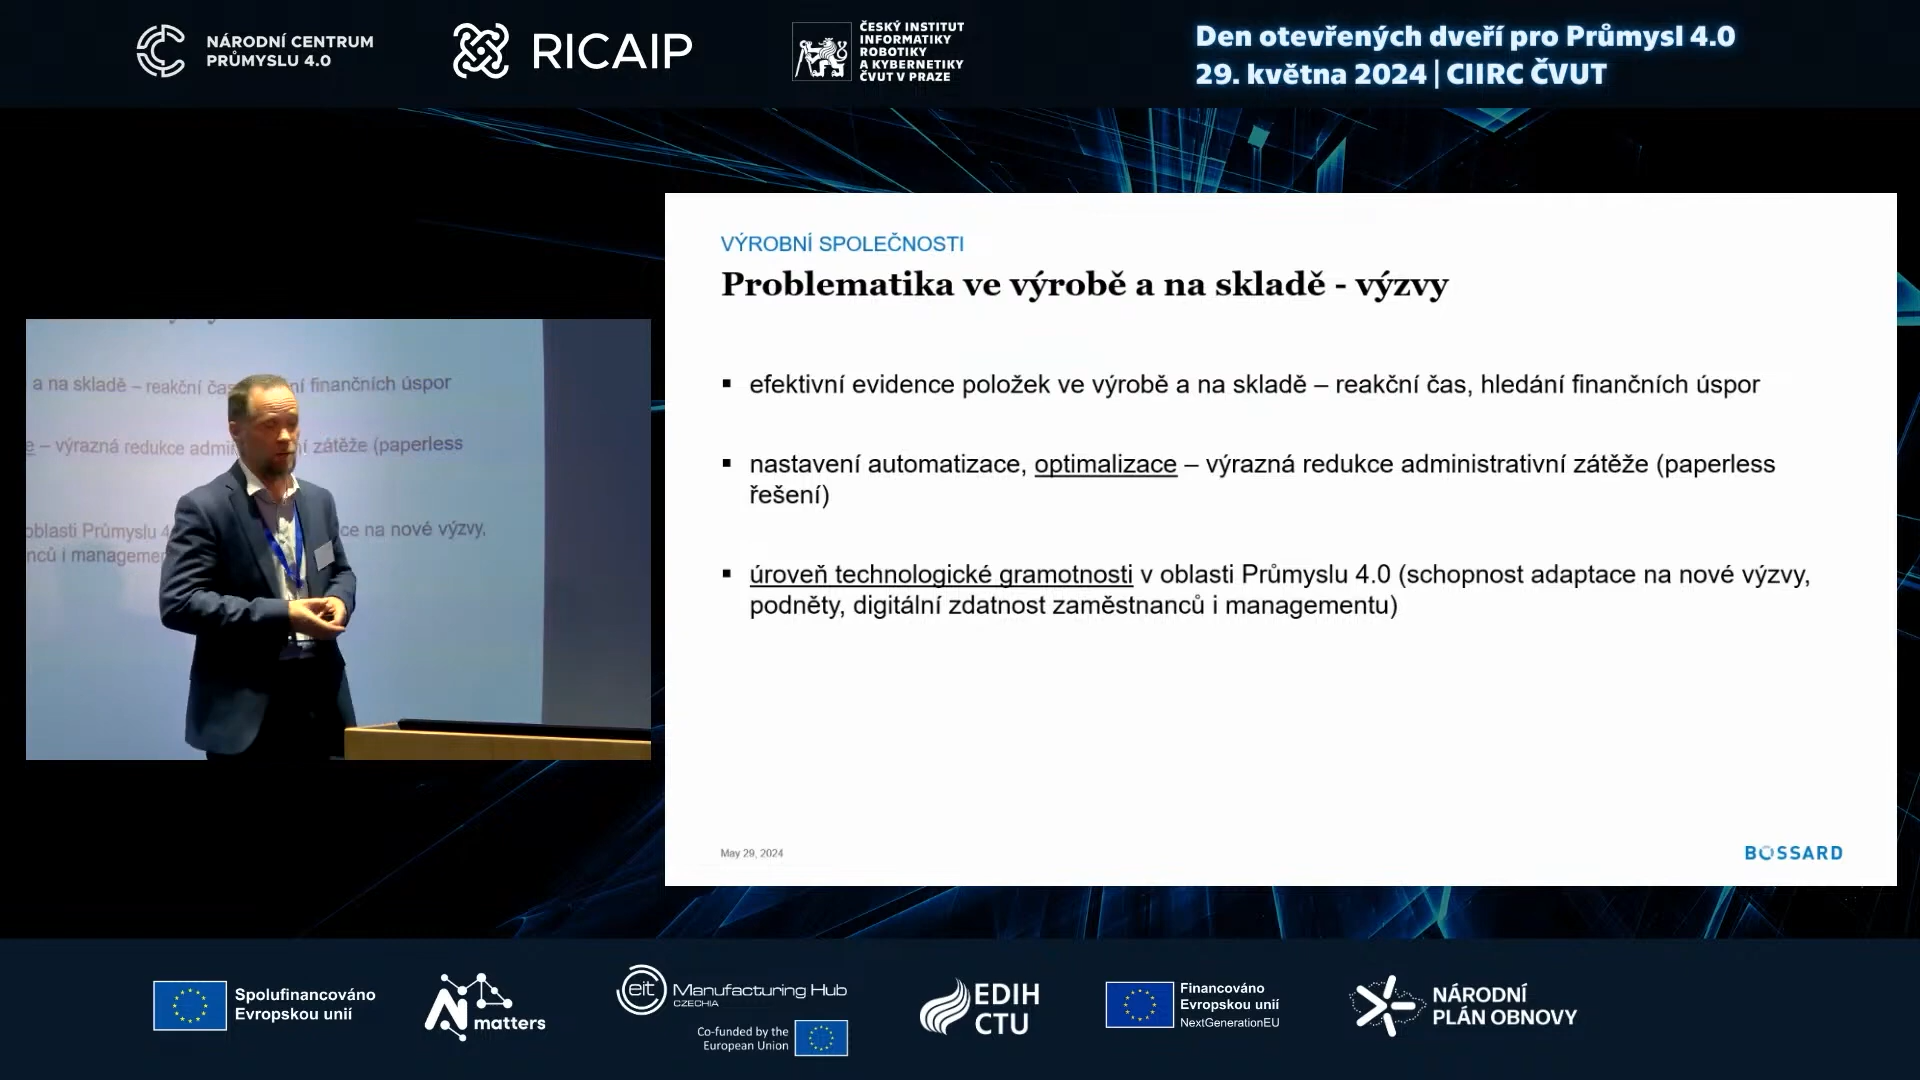 NÁRODNÍ CENTRUM
PRŮMYSLU 4.0
RICAIP
ČESKÝ INSTITUT
INFORMATIKY
ROBOTIKY
A KYBERNETIKY
ČVUT V PRAZE
Den otevřených dveří pro Průmysl 4.0
29. května 2024 | CIIRC ČVUT
a na skladě – reakční čas
ní finančních úspor
e – výrazná redukce admin
í zátěže (paperless
oblasti Průmyslu 4
ce na nové výzvy,
nců i managemen
VÝROBNÍ SPOLEČNOSTI
Problematika ve výrobě a na skladě - výzvy
▪ efektivní evidence položek ve výrobě a na skladě – reakční čas, hledání finančních úspor
▪ nastavení automatizace, optimalizace – výrazná redukce administrativní zátěže (paperless
řešení)
▪ úroveň technologické gramotnosti v oblasti Průmyslu 4.0 (schopnost adaptace na nové výzvy,
podněty, digitální zdatnost zaměstnanců i managementu)
May 29, 2024
BOSSARD
Spolufinancováno
Evropskou unií
AI matters
eit Manufacturing Hub
CZECHIA
Co-funded by the
European Union
EDIH
CTU
Financováno
Evropskou unií
NextGenerationEU
NÁRODNÍ
PLÁN OBNOVY